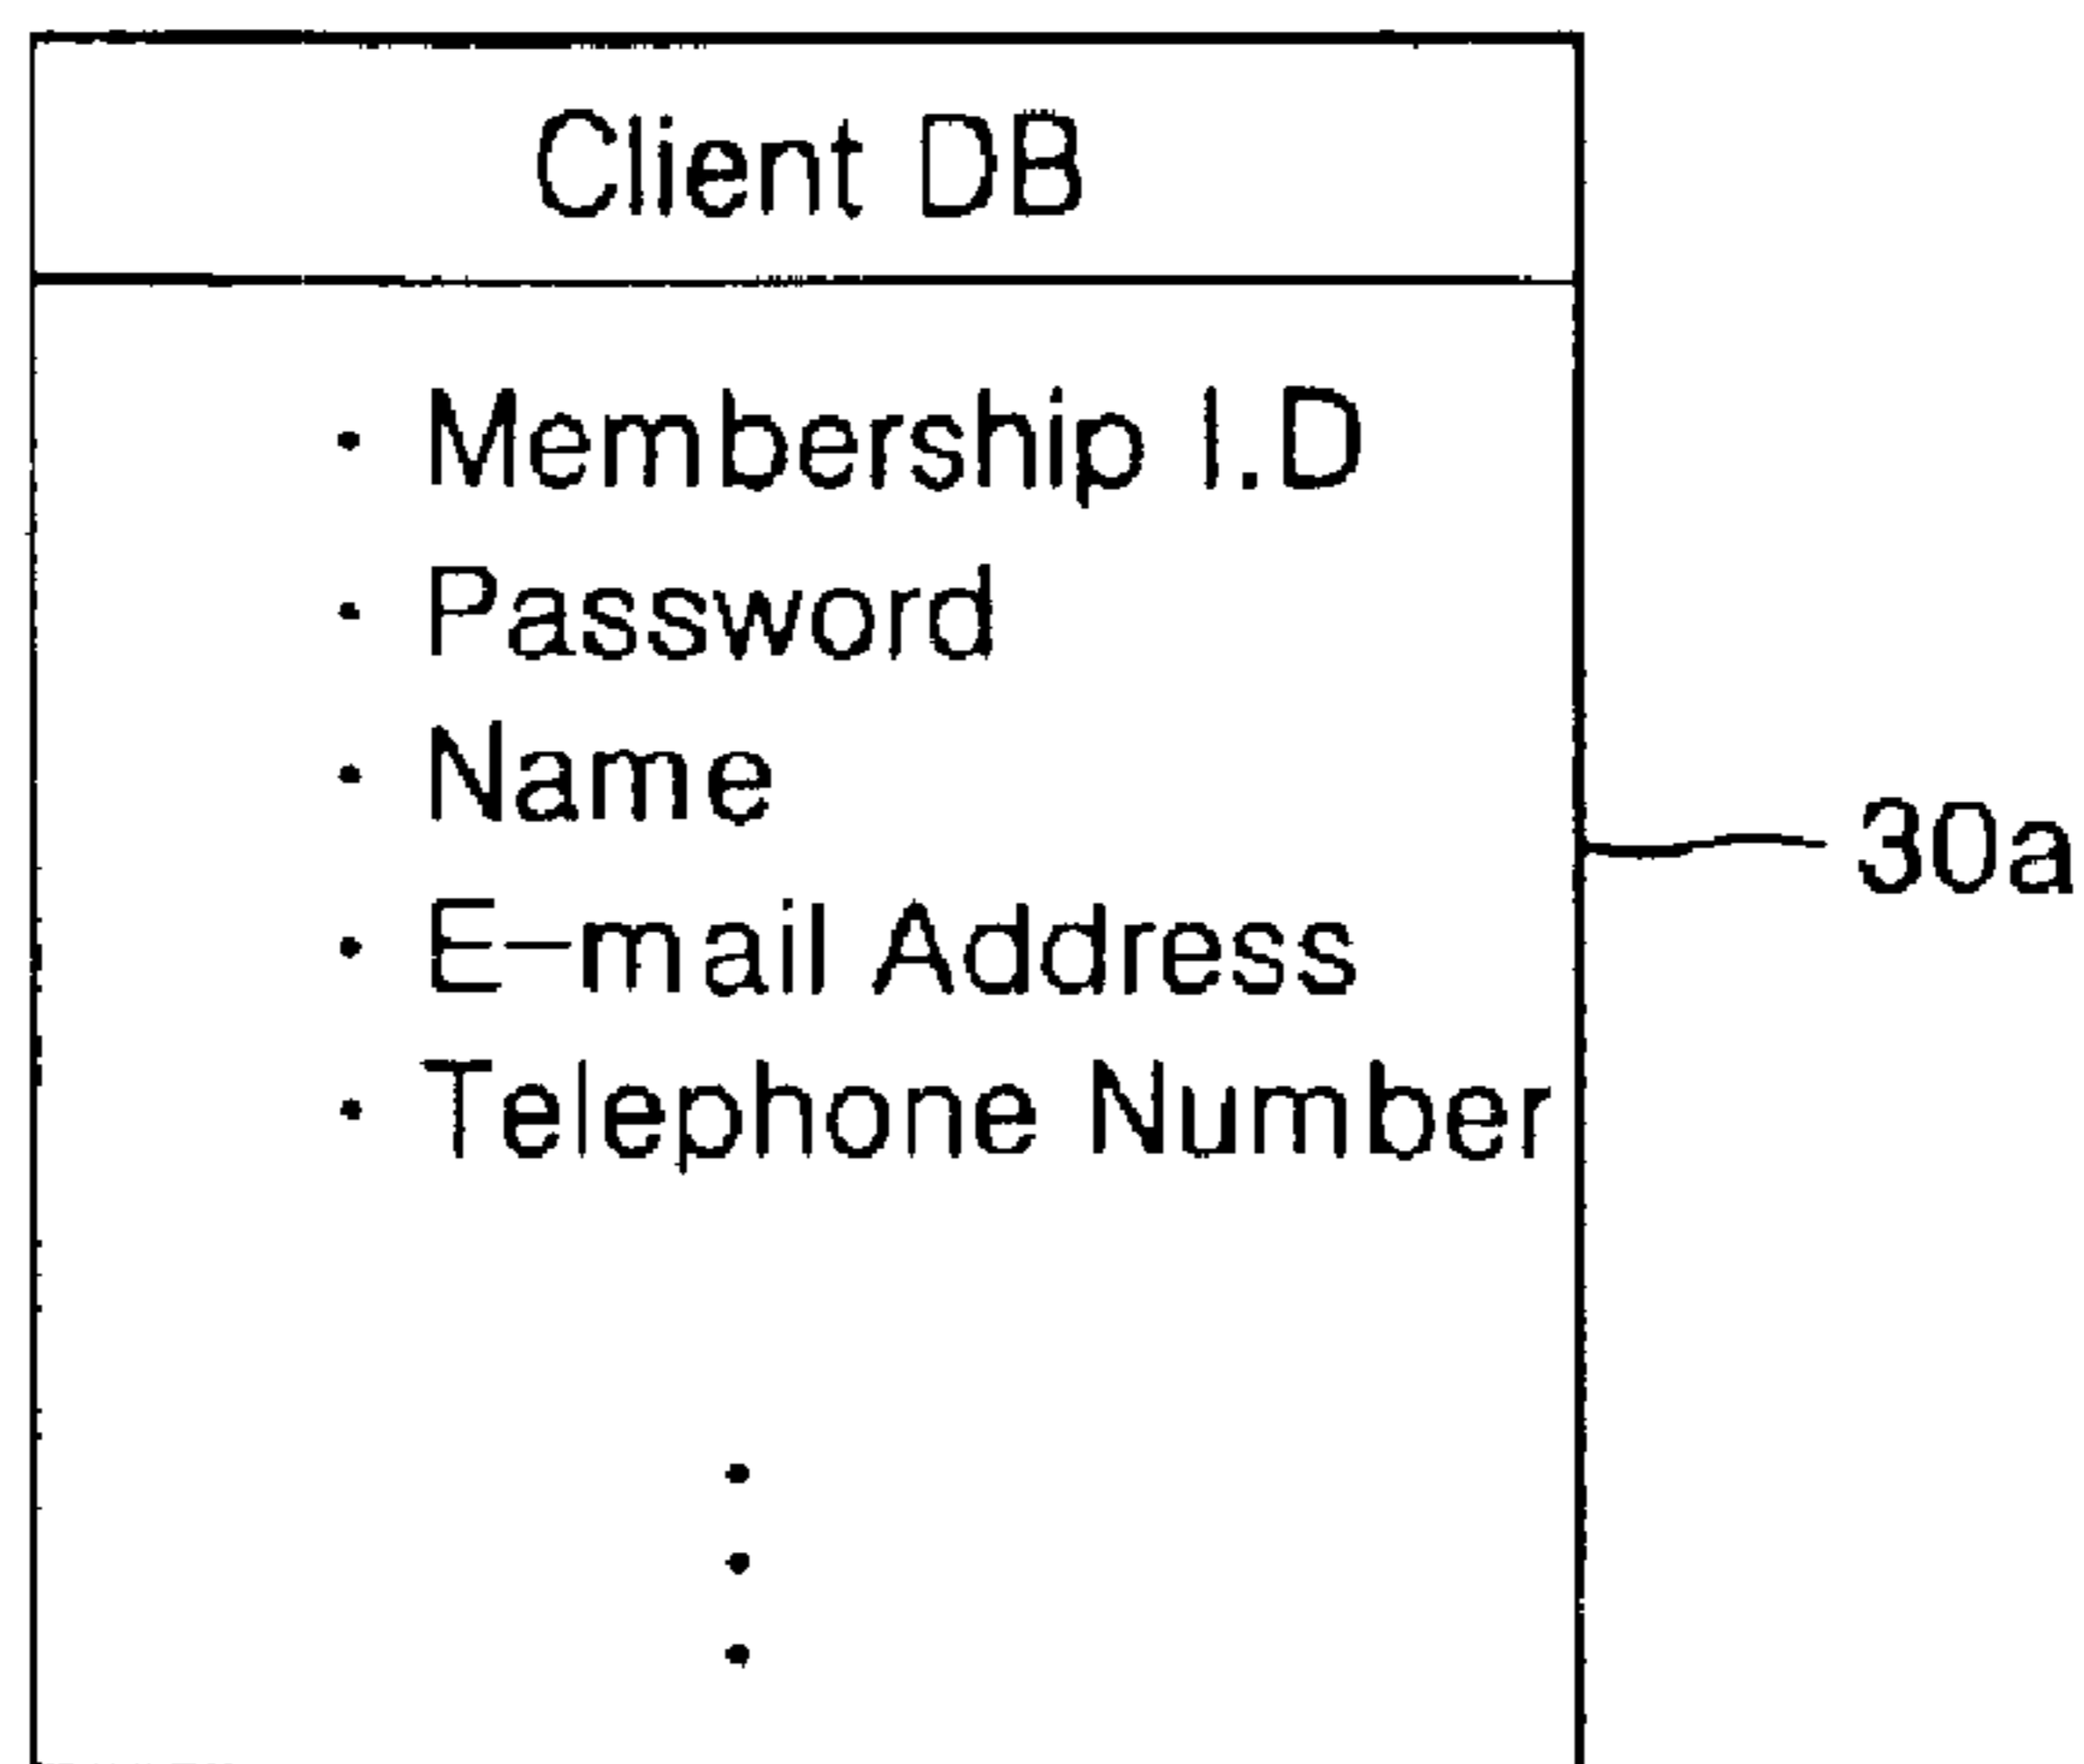 Client DB
· Membership I.D
· Password
· Name
· E-mail Address
· Telephone Number
30a